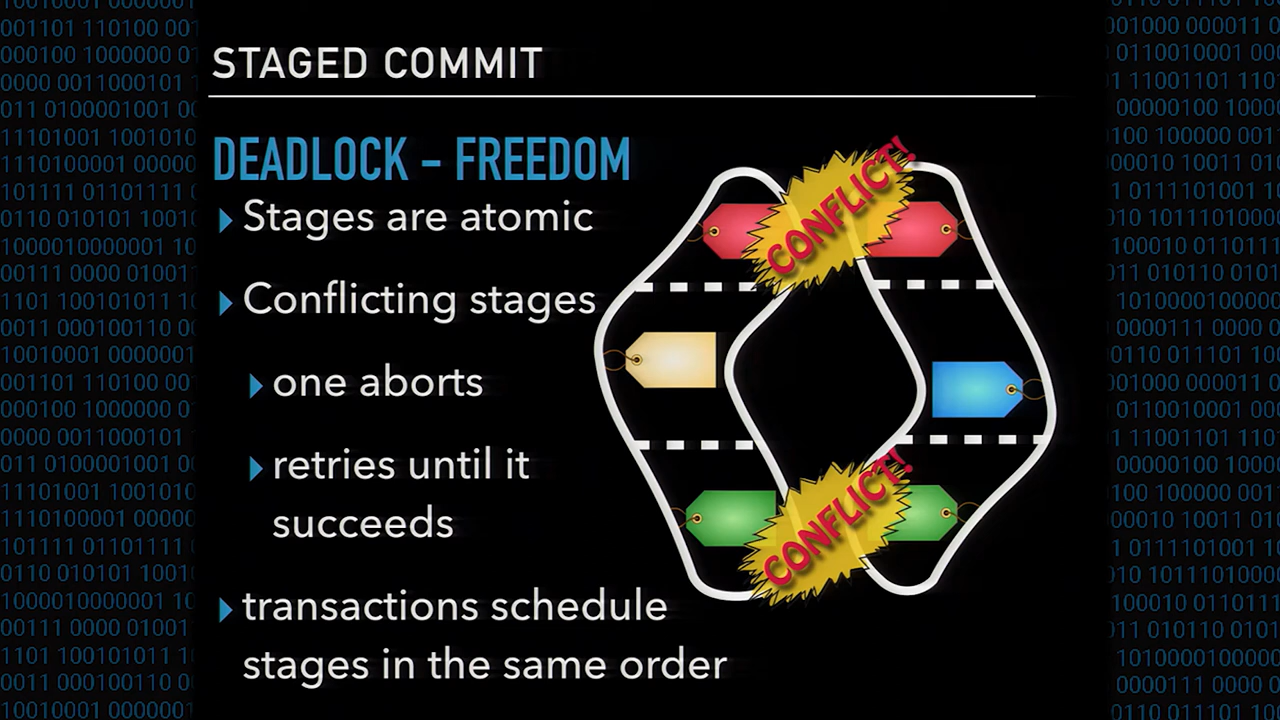 STAGED COMMIT
DEADLOCK – FREEDOM
Stages are atomic
Conflicting stages
one aborts
retries until it
succeeds
transactions schedule
stages in the same order
CONFLICT!
CONFLICT!